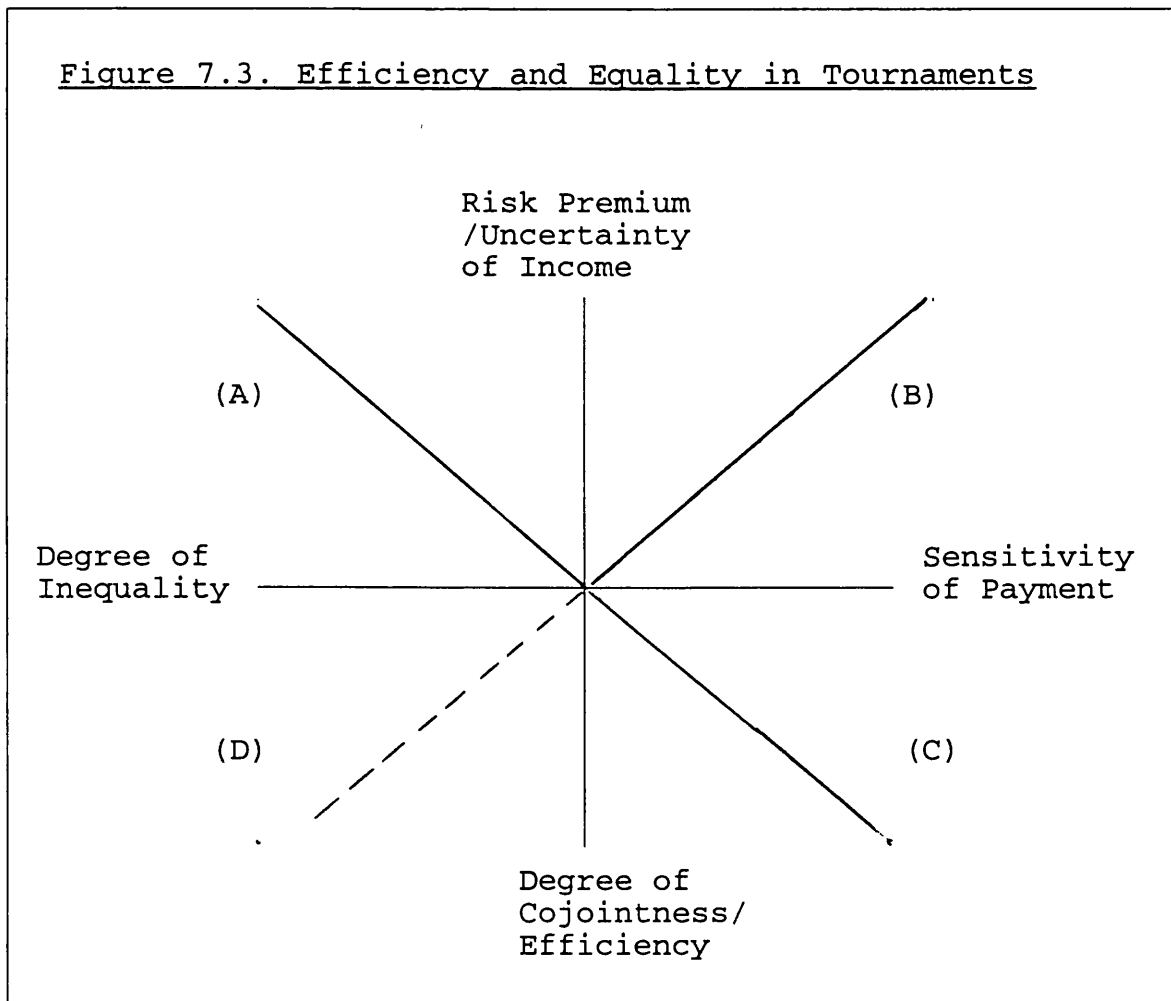 Figure 7.3. Efficiency and Equality in Tournaments
Risk Premium
/Uncertainty
of Income
(A)
(B)
Degree of
Inequality
Sensitivity
of Payment
(D)
(C)
Degree of
Cojointness/
Efficiency